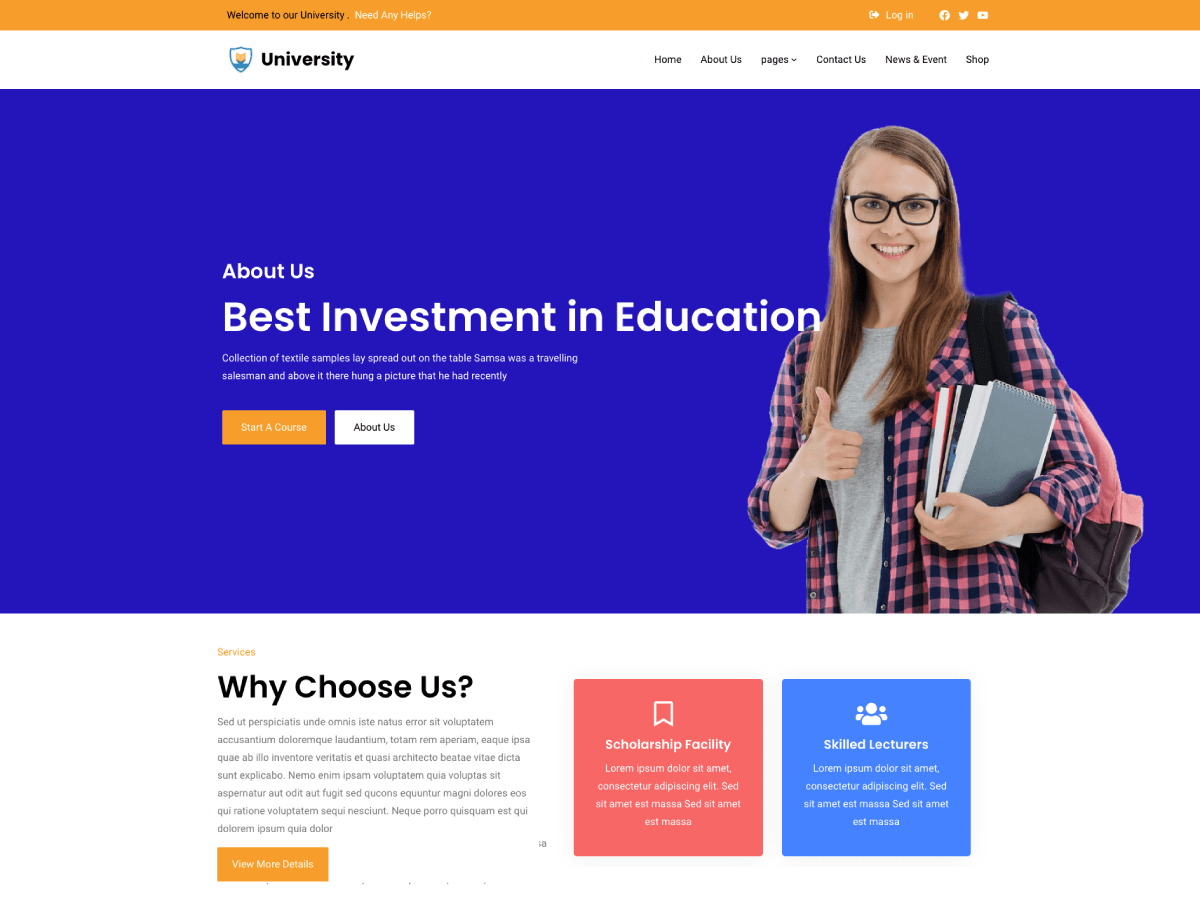 Welcome to our University . Need Any Helps?
Log in
University
Home About Us pages Contact Us News & Event Shop
About Us
Best Investment in Education
Collection of textile samples lay spread out on the table Samsa was a travelling
salesman and above it there hung a picture that he had recently
Start A Course About Us
Services
Why Choose Us?
Sed ut perspiciatis unde omnis iste natus error sit voluptatem
accusantium doloremque laudantium, totam rem aperiam, eaque ipsa
quae ab illo inventore veritatis et quasi architecto beatae vitae dicta
sunt explicabo. Nemo enim ipsam voluptatem quia voluptas sit
aspernatur aut odit aut fugit sed qucons equuntur magni dolores eos
qui ratione voluptatem sequi nesciunt. Neque porro quisquam est qui
dolorem ipsum quia dolor
View More Details
Scholarship Facility
Lorem ipsum dolor sit amet,
consectetur adipiscing elit. Sed
sit amet est massa Sed sit amet
est massa
Skilled Lecturers
Lorem ipsum dolor sit amet,
consectetur adipiscing elit. Sed
sit amet est massa Sed sit amet
est massa